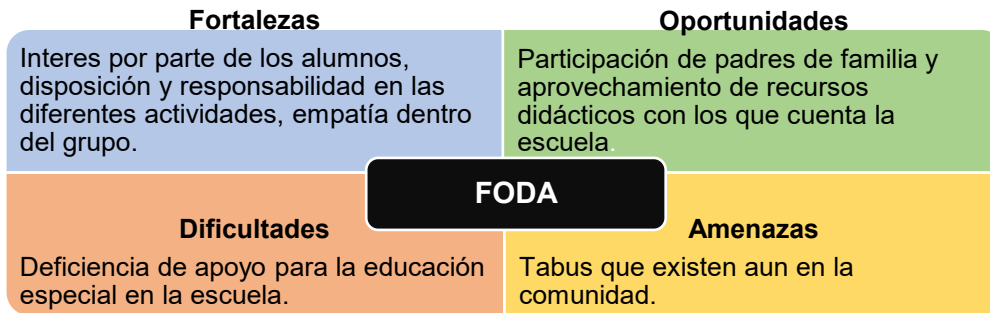 Fortalezas
Interes por parte de los alumnos,
disposición y responsabilidad en las
diferentes actividades, empatía dentro
del grupo.
Oportunidades
Participación de padres de familia y
aprovechamiento de recursos
didácticos con los que cuenta la
escuela.
FODA
Dificultades
Deficiencia de apoyo para la educación
especial en la escuela.
Amenazas
Tabus que existen aun en la
comunidad.